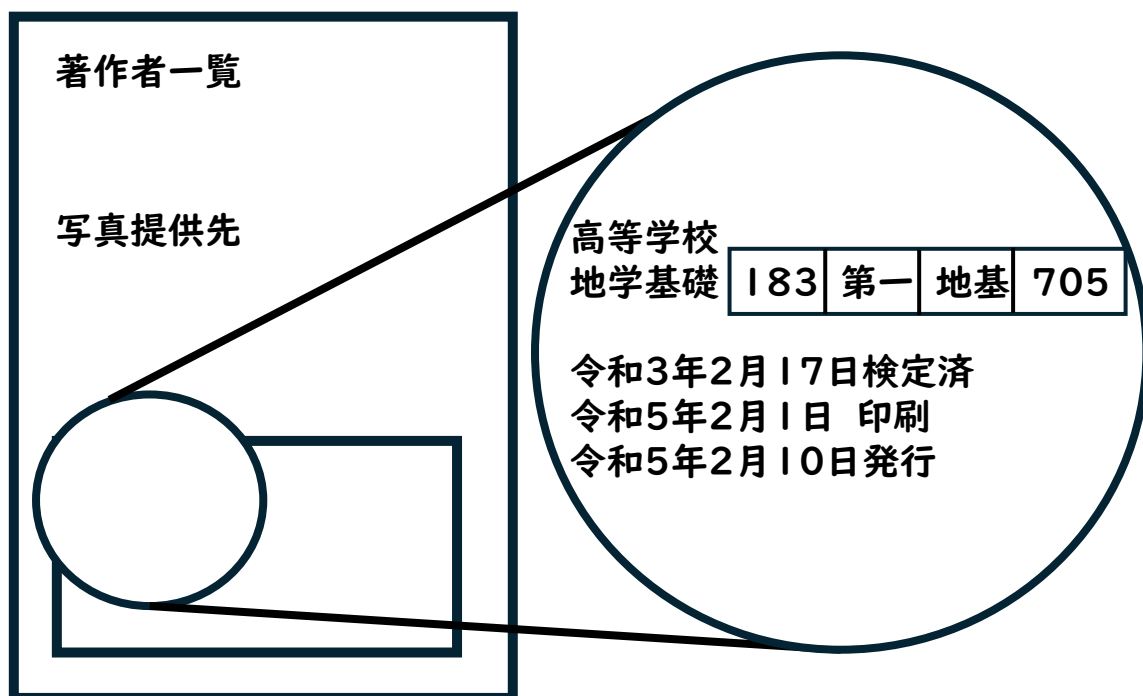 著作者一覧
写真提供先
高等学校
地学基礎 183 第一 地基 705
令和3年2月17日検定済
令和5年2月1日 印刷
令和5年2月10日発行